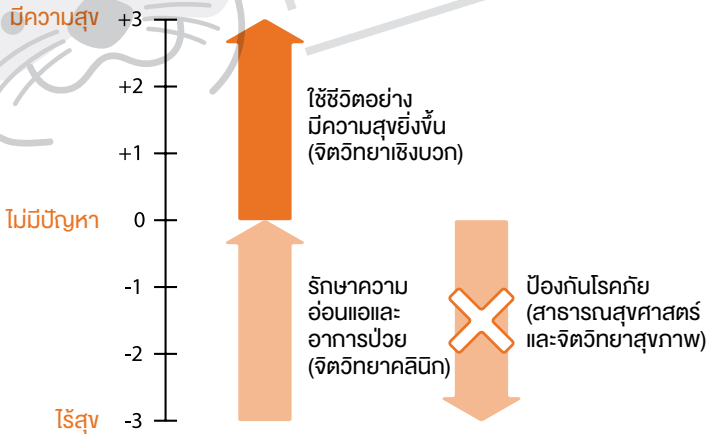 มีความสุข +3
+2
ใช้ชีวิตอย่าง
มีความสุขยิ่งขึ้น
(จิตวิทยาเชิงบวก)
+1
ไม่มีปัญหา 0
-1
รักษาความ
อ่อนแอและ
อาการป่วย
(จิตวิทยาคลินิก)
ป้องกันโรคภัย
(สาธารณสุขศาสตร์
และจิตวิทยาสุขภาพ)
-2
ไร้สุข -3